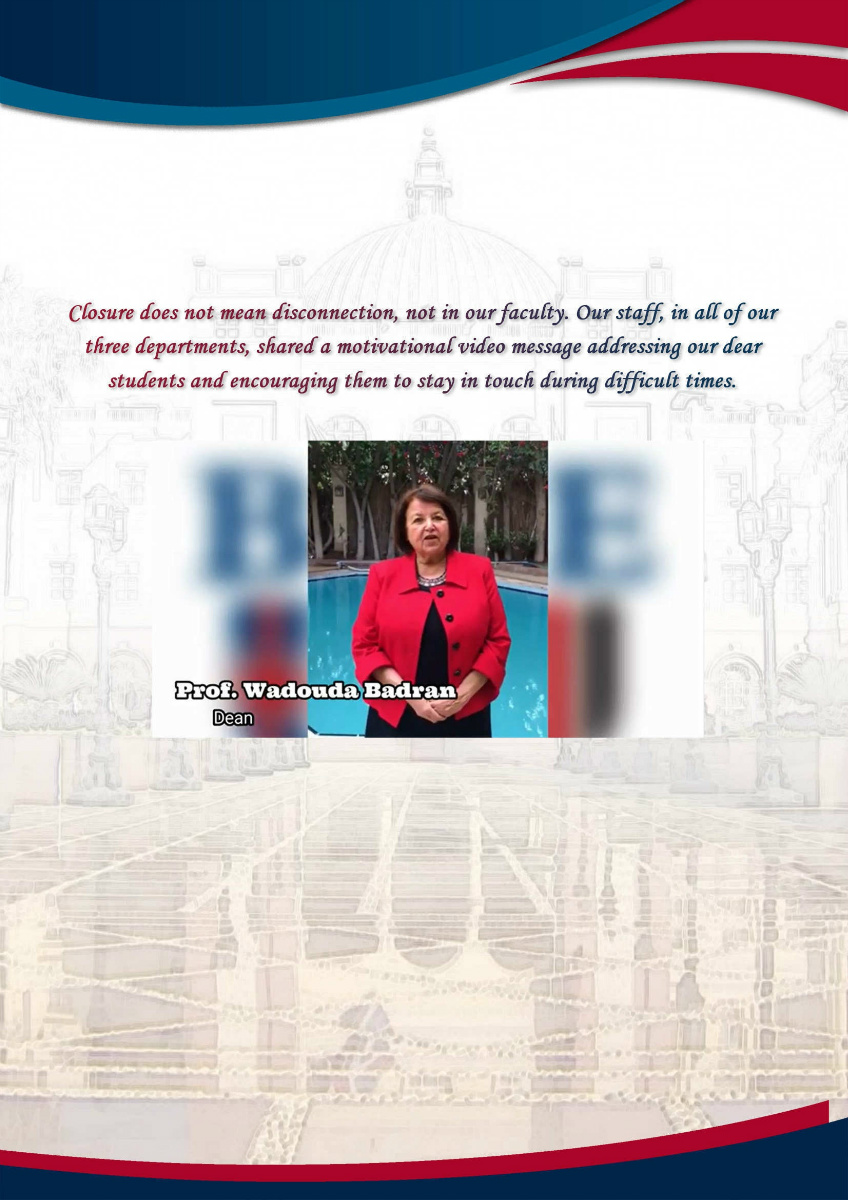 Closure does not mean disconnection, not in our faculty. Our staff, in all of our
three departments, shared a motivational video message addressing our dear
students and encouraging them to stay in touch during difficult times.
B E
Prof. Wadouda Badran
Dean